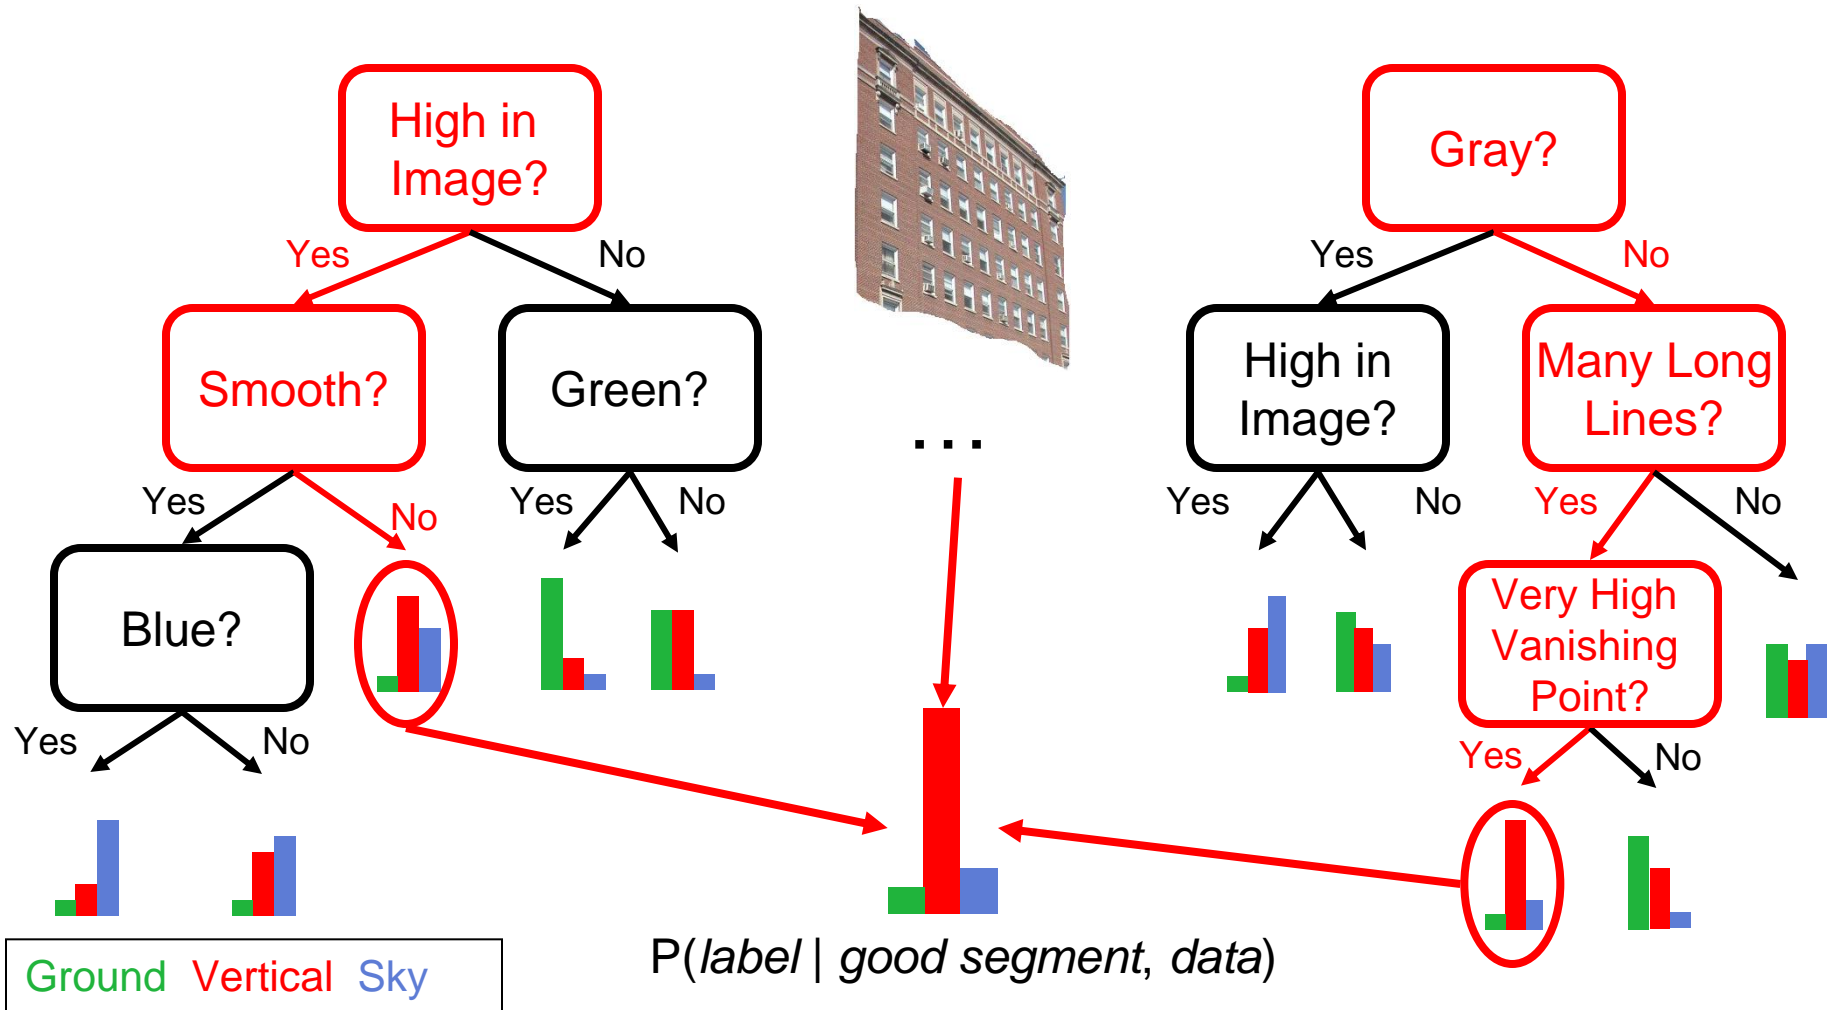 High in
Image?
Yes
No
Smooth?
Green?
Yes
No
Yes
No
Blue?
Yes
No
...
Gray?
Yes
No
High in
Image?
Many Long
Lines?
Yes
No
Yes
No
Very High
Vanishing
Point?
Yes
No
P(label | good segment, data)
Ground Vertical Sky